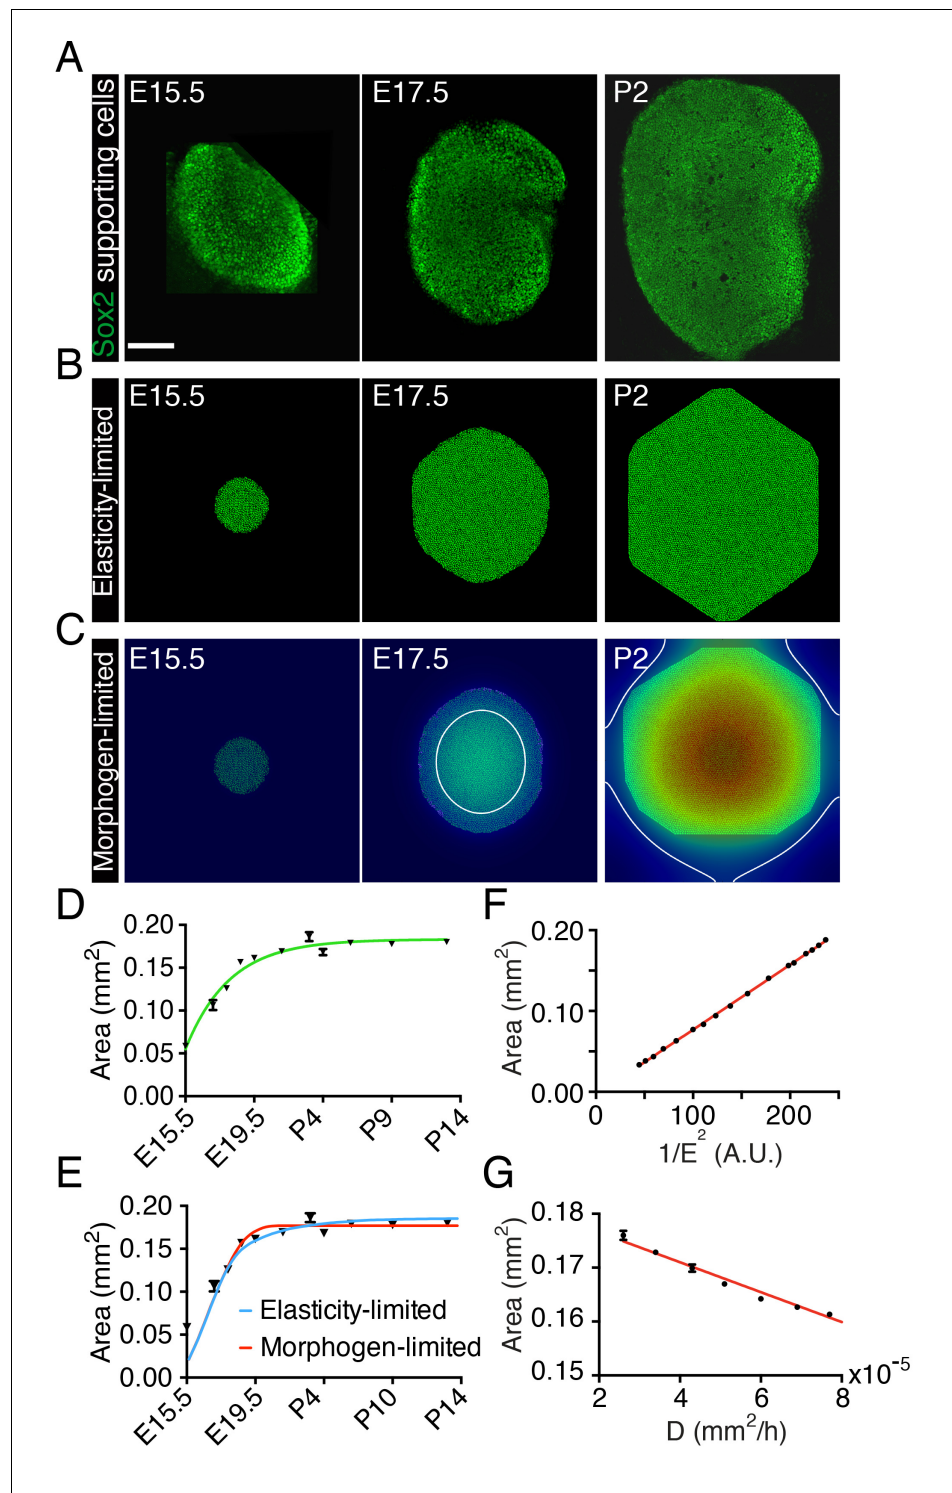 A
Sox2 supporting cells
E15.5
E17.5
P2
B
Elasticity-limited
E15.5
E17.5
P2
C
Morphogen-limited
E15.5
E17.5
P2
D
Area (mm²)
0.20
0.15
0.10
0.05
0.00
E15.5
E19.5
P4
P9
P14
F
Area (mm²)
0.20
0.10
0.00
0
100
200
1/E² (A.U.)
E
Area (mm²)
0.20
0.15
0.10
0.05
0.00
Elasticity-limited
Morphogen-limited
E15.5
E19.5
P4
P10
P14
G
Area (mm²)
0.18
0.17
0.16
0.15
2
4
6
8
x10⁻⁵
D (mm²/h)